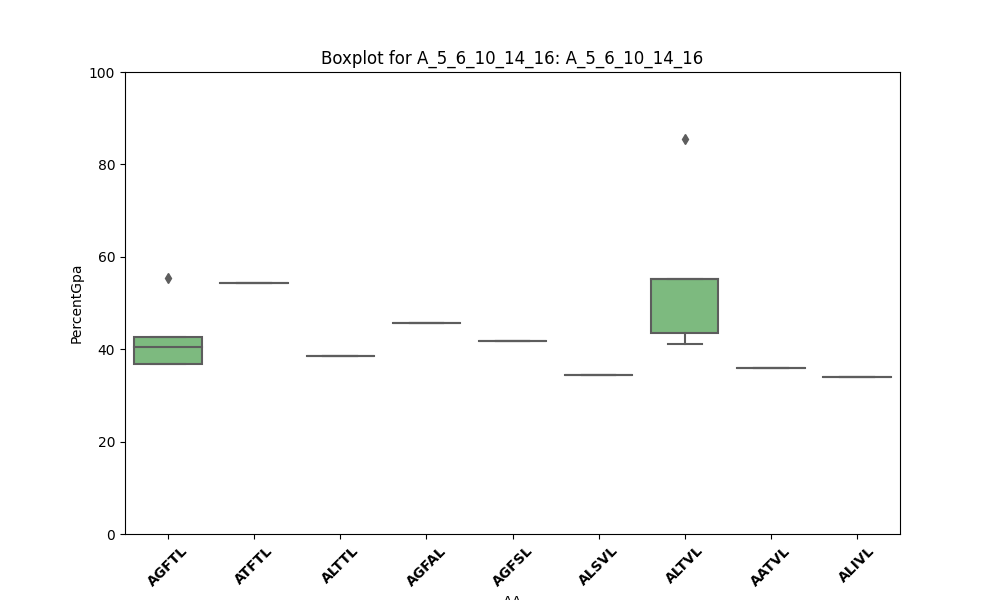 Boxplot for A_5_6_10_14_16: A_5_6_10_14_16
100
80
60
40
20
0
PercentGpa
AGFTL
ATFTL
ALTTL
AGFAL
AGFSL
ALSVL
ALTVL
AATVL
ALIVL
AA